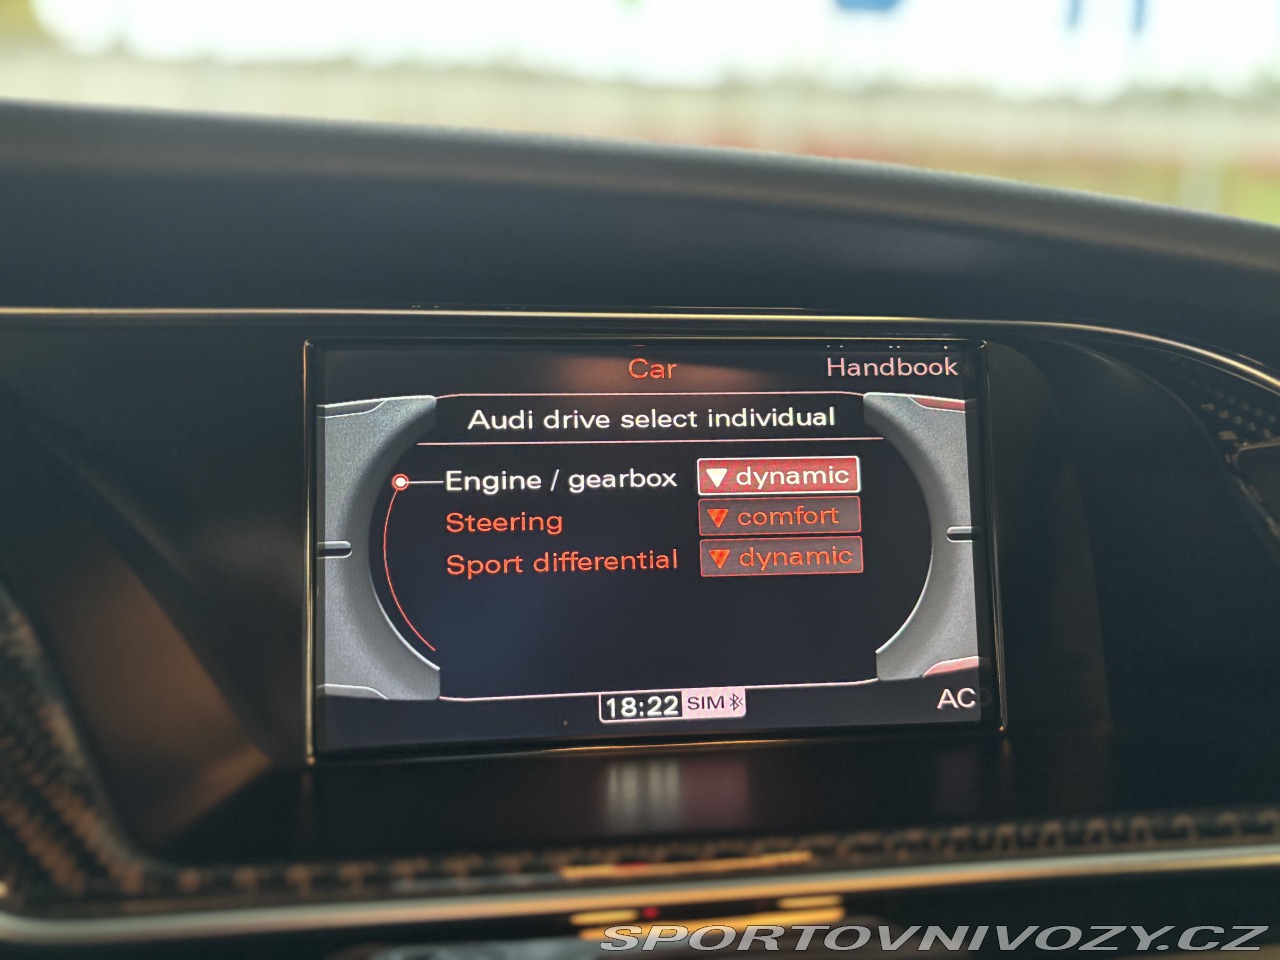 Car Handbook
Audi drive select individual
Engine / gearbox ▼ dynamic
Steering ▼ comfort
Sport differential ▼ dynamic
18:22 SIM AC
SPORTOVNIVOZY.CZ